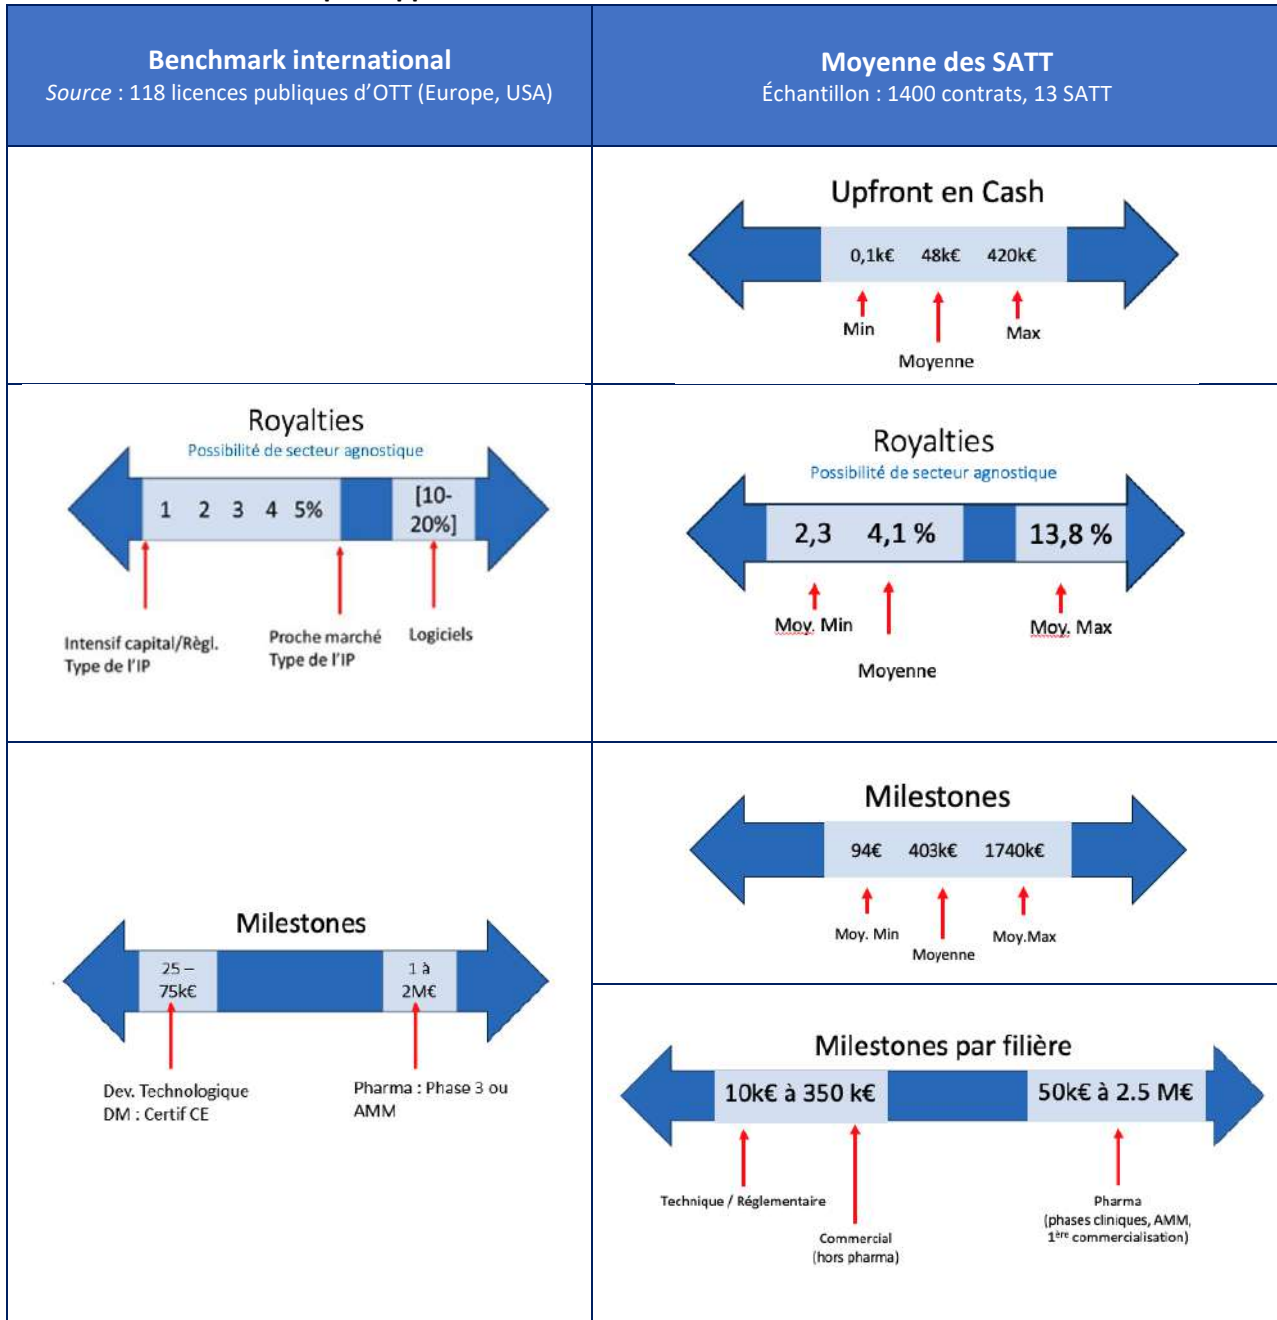 Benchmark international
Source : 118 licences publiques d’OTT (Europe, USA)
Moyenne des SATT
Échantillon : 1400 contrats, 13 SATT
Upfront en Cash
0,1k€ 48k€ 420k€
Min
Max
Moyenne
Royalties
Possibilité de secteur agnostique
1 2 3 4 5%
[10-
20%]
Intensif capital/Règl.
Type de l’IP
Proche marché
Type de l’IP
Logiciels
Royalties
Possibilité de secteur agnostique
2,3 4,1 % 13,8 %
Moy. Min
Moy. Max
Moyenne
Milestones
25 –
75k€
1 à
2M€
Dev. Technologique
DM : Certif CE
Pharma : Phase 3 ou
AMM
Milestones
94€ 403k€ 1740k€
Moy. Min
Moyenne
Moy.Max
Milestones par filière
10k€ à 350 k€ 50k€ à 2.5 M€
Technique / Réglementaire
Commercial
(hors pharma)
Pharma
(phases cliniques, AMM,
1ère commercialisation)